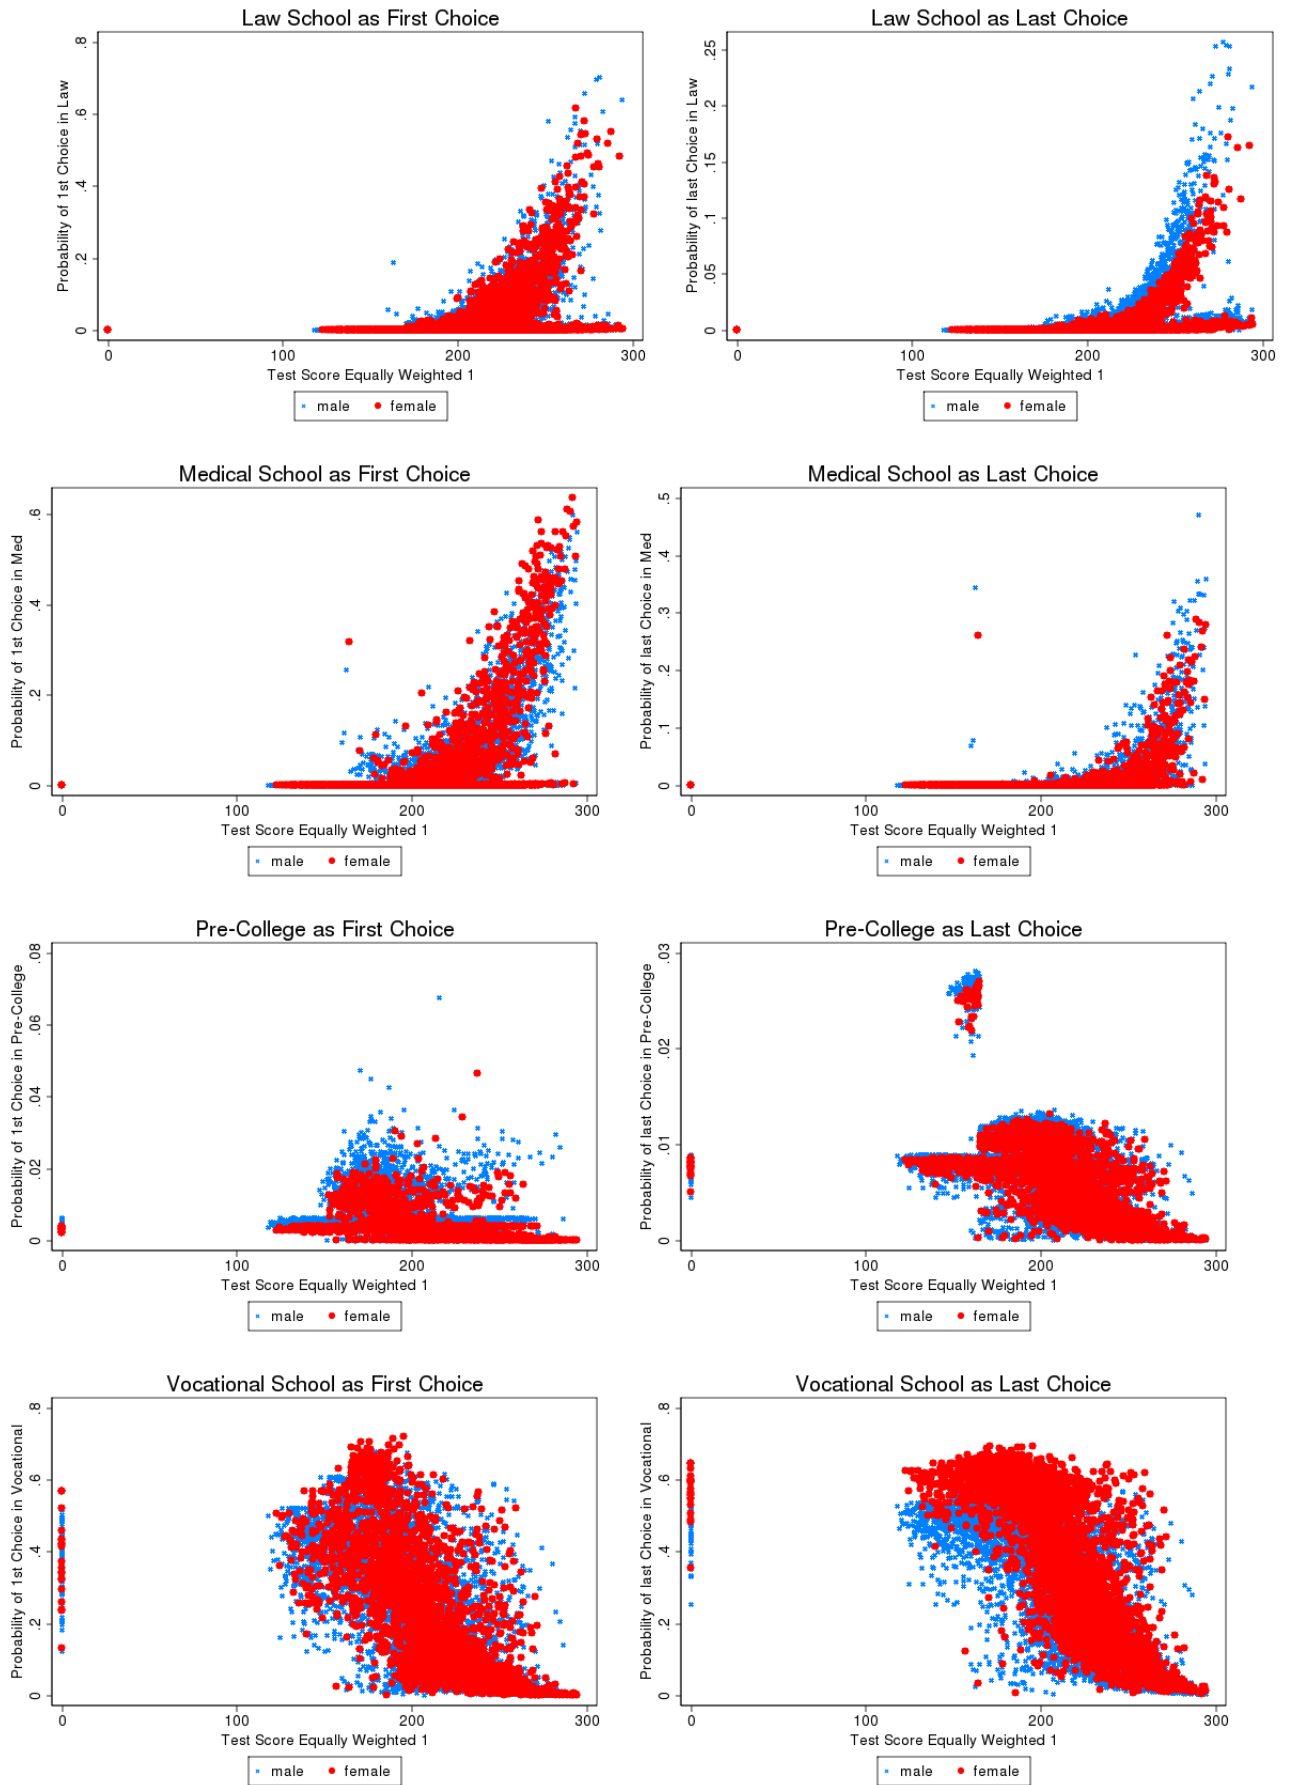 Law School as First Choice
Probability of 1st Choice in Law
.8
.6
.4
.2
0
0 100 200 300
Test Score Equally Weighted 1
male female
Law School as Last Choice
Probability of last Choice in Law
.25
.2
.15
.1
.05
0
0 100 200 300
Test Score Equally Weighted 1
male female
Medical School as First Choice
Probability of 1st Choice in Med
.6
.4
.2
0
0 100 200 300
Test Score Equally Weighted 1
male female
Medical School as Last Choice
Probability of last Choice in Med
.5
.4
.3
.2
.1
0
0 100 200 300
Test Score Equally Weighted 1
male female
Pre-College as First Choice
Probability of 1st Choice in Pre-College
.08
.06
.04
.02
0
0 100 200 300
Test Score Equally Weighted 1
male female
Pre-College as Last Choice
Probability of last Choice in Pre-College
.03
.02
.01
0
0 100 200 300
Test Score Equally Weighted 1
male female
Vocational School as First Choice
Probability of 1st Choice in Vocational
.8
.6
.4
.2
0
0 100 200 300
Test Score Equally Weighted 1
male female
Vocational School as Last Choice
Probability of last Choice in Vocational
.8
.6
.4
.2
0
0 100 200 300
Test Score Equally Weighted 1
male female